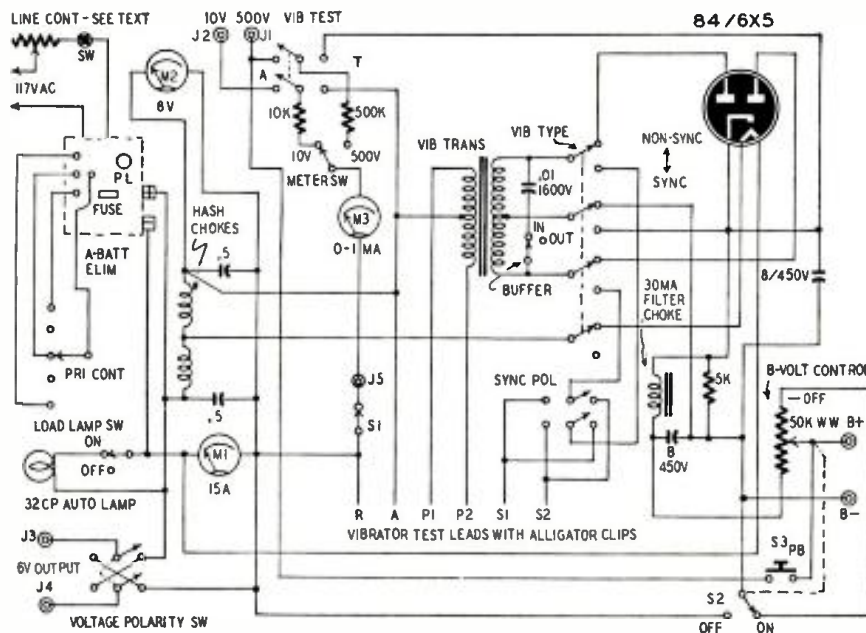 LINE CONT - SEE TEXT
SW
117VAC
10V 500V VIB TEST
J2
J1
84/6X5
M2
8V
A
T
10K
500K
10V
500V
METER SW
PL
FUSE
A-BATT
ELIM
HASH
CHOKES
M3
0-1 MA
VIB TRANS
VIB TYPE
NON-SYNC
SYNC
.01
1600V
IN
OUT
BUFFER
.5
30MA
FILTER
CHOKE
8/450V
PRI CONT
J5
S1
SYNC POL
5K
B-VOLT CONTROL
-OFF
50K WW B+
.5
8
450V
LOAD LAMP SW
ON
OFF
M1
15A
32CP AUTO LAMP
R A P1 P2 S1 S2
B-
VIBRATOR TEST LEADS WITH ALLIGATOR CLIPS
J3
6V OUTPUT
J4
VOLTAGE POLARITY SW
S3
PB
S2
OFF
ON